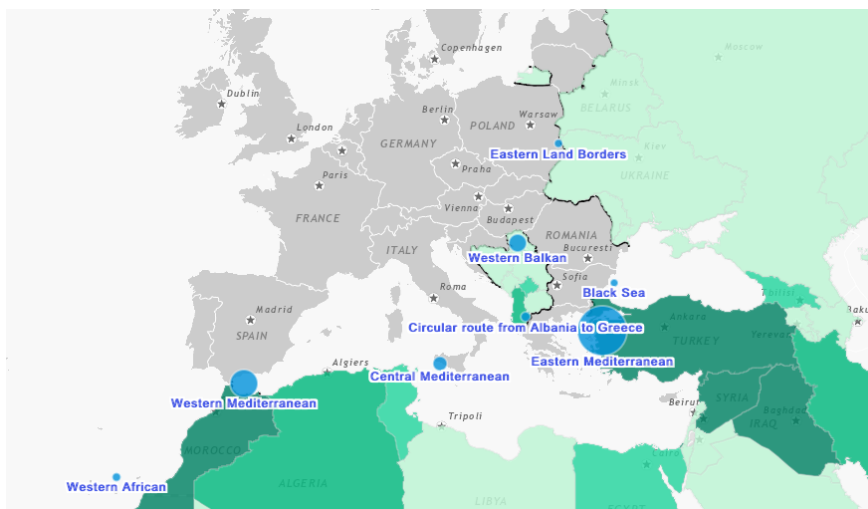 Copenhagen
Moscow
Dublin
Minsk
BELARUS
Berlin
Warsaw
London
POLAND
GERMANY
Eastern Land Borders
Kiev
Praha
UKRAINE
Paris
Vienna
Budapest
FRANCE
ROMANIA
ITALY
Bucuresti
Western Balkan
Sofia
Black Sea
Roma
Tbilisi
Madrid
Baku
SPAIN
Circular route from Albania to Greece
Ankara
TURKEY
Yerevan
Eastern Mediterranean
Algiers
Central Mediterranean
Western Mediterranean
SYRIA
Beirut
Tripoli
Baghdad
IRAQ
MOROCCO
Cairo
Western African
ALGERIA
LIBYA
EGYPT